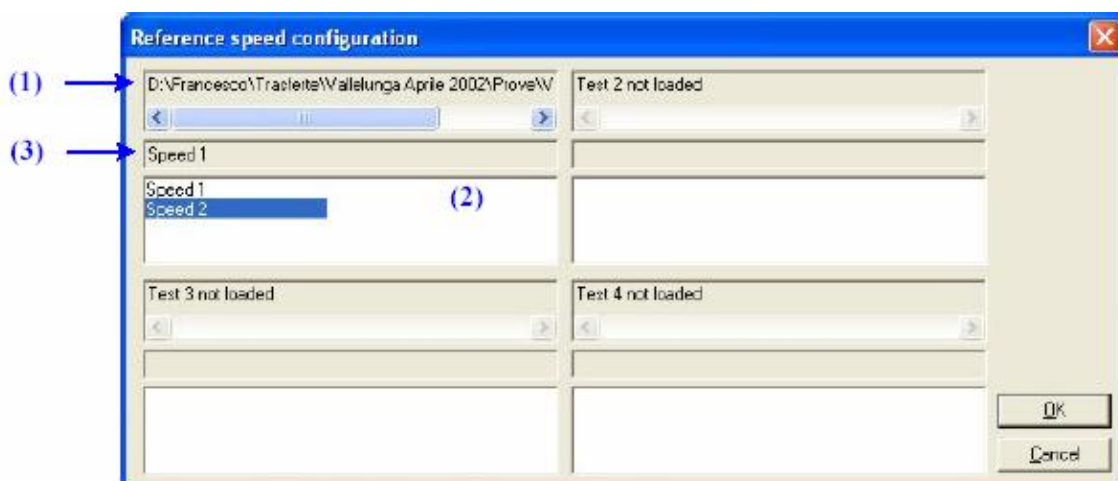 Reference speed configuration
(1)
D:\Francesco\Trasferte\Vallelunga Aprile 2002\Prove\V
Test 2 not loaded
(3)
Speed 1
Speed 1
Speed 2
(2)
Test 3 not loaded
Test 4 not loaded
OK
Cancel